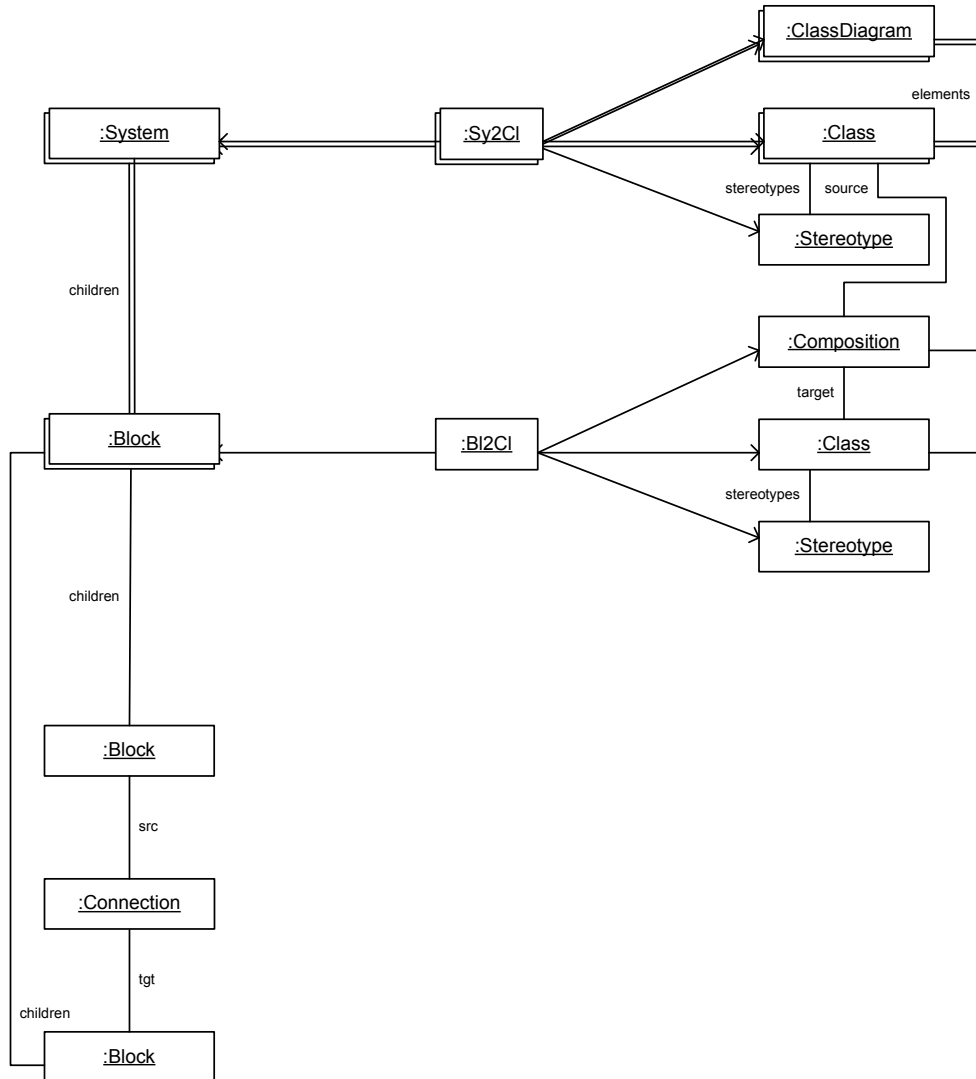 :ClassDiagram
elements
:System
:Sy2Cl
:Class
stereotypes
source
:Stereotype
children
:Composition
target
:Block
:Bl2Cl
:Class
stereotypes
:Stereotype
children
:Block
src
:Connection
tgt
children
:Block